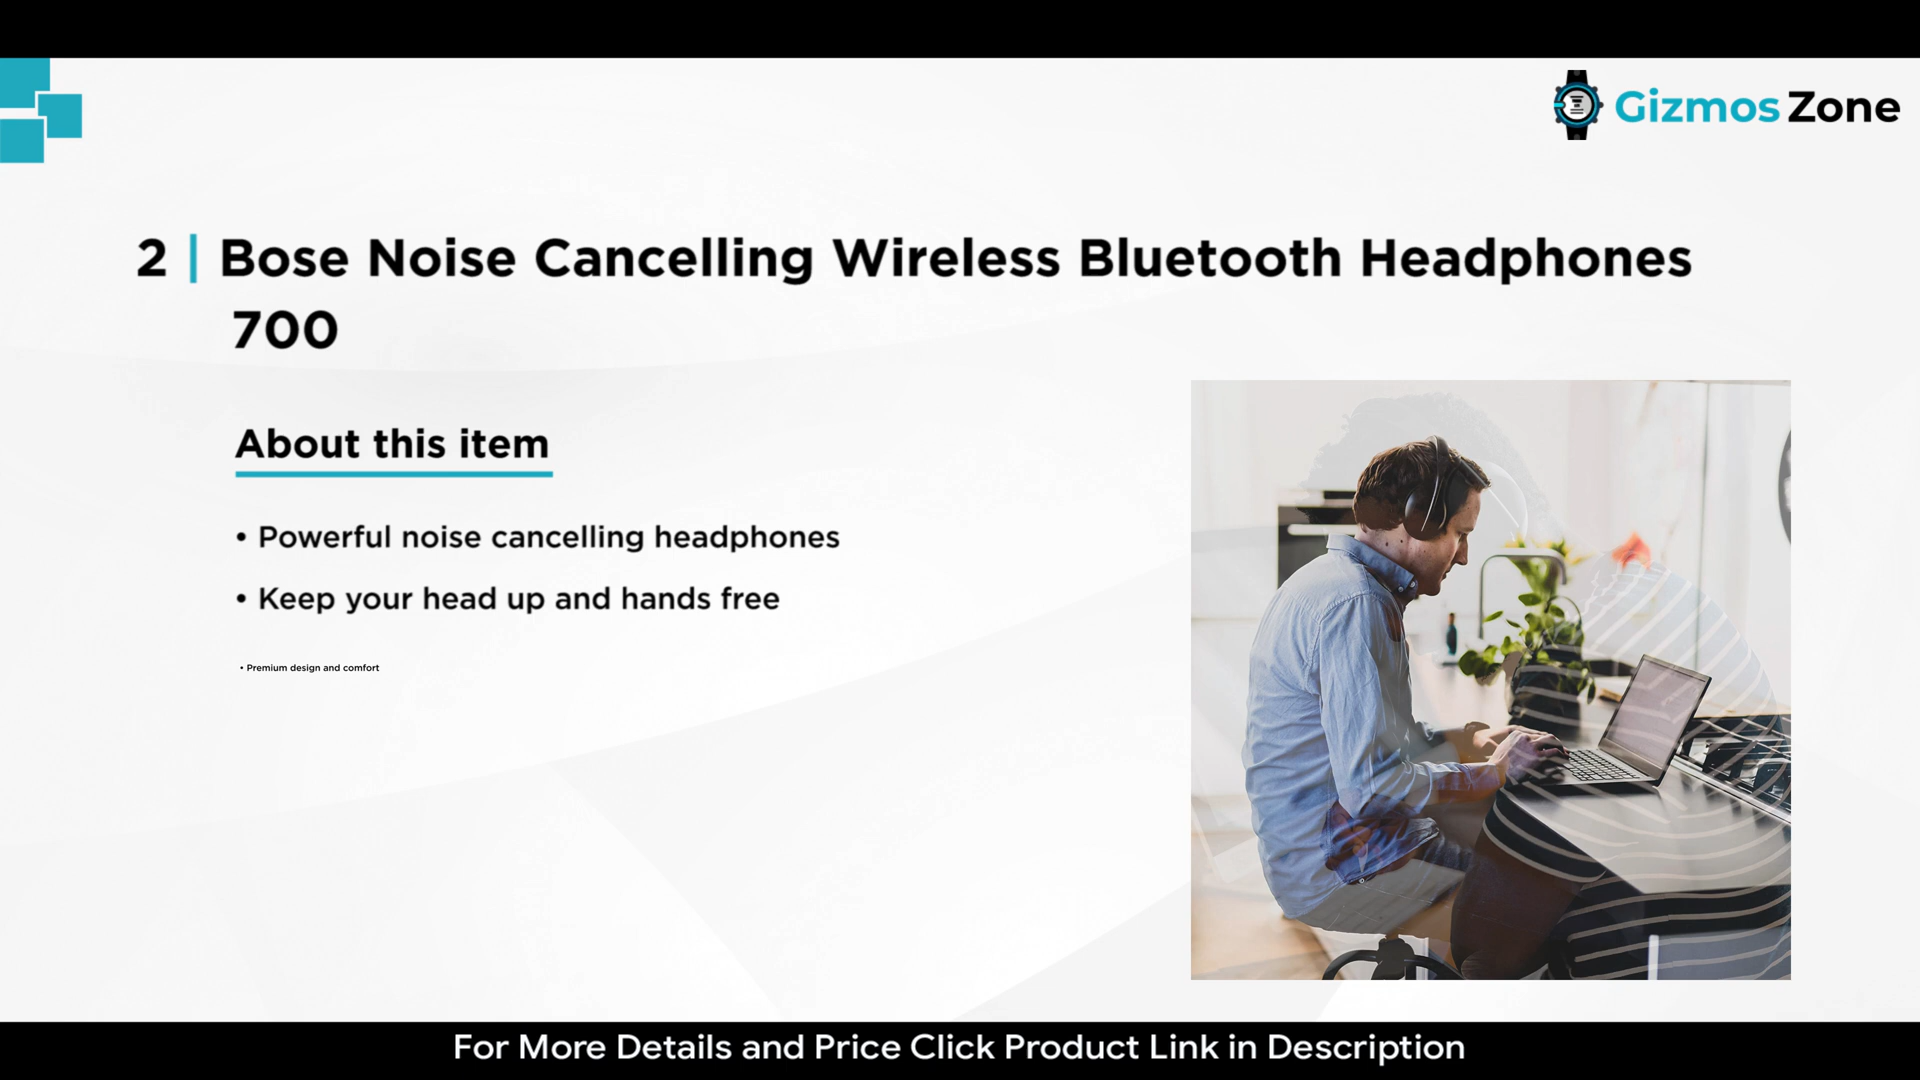 Gizmos Zone
2 | Bose Noise Cancelling Wireless Bluetooth Headphones
700
About this item
• Powerful noise cancelling headphones
• Keep your head up and hands free
• Premium design and comfort
For More Details and Price Click Product Link in Description